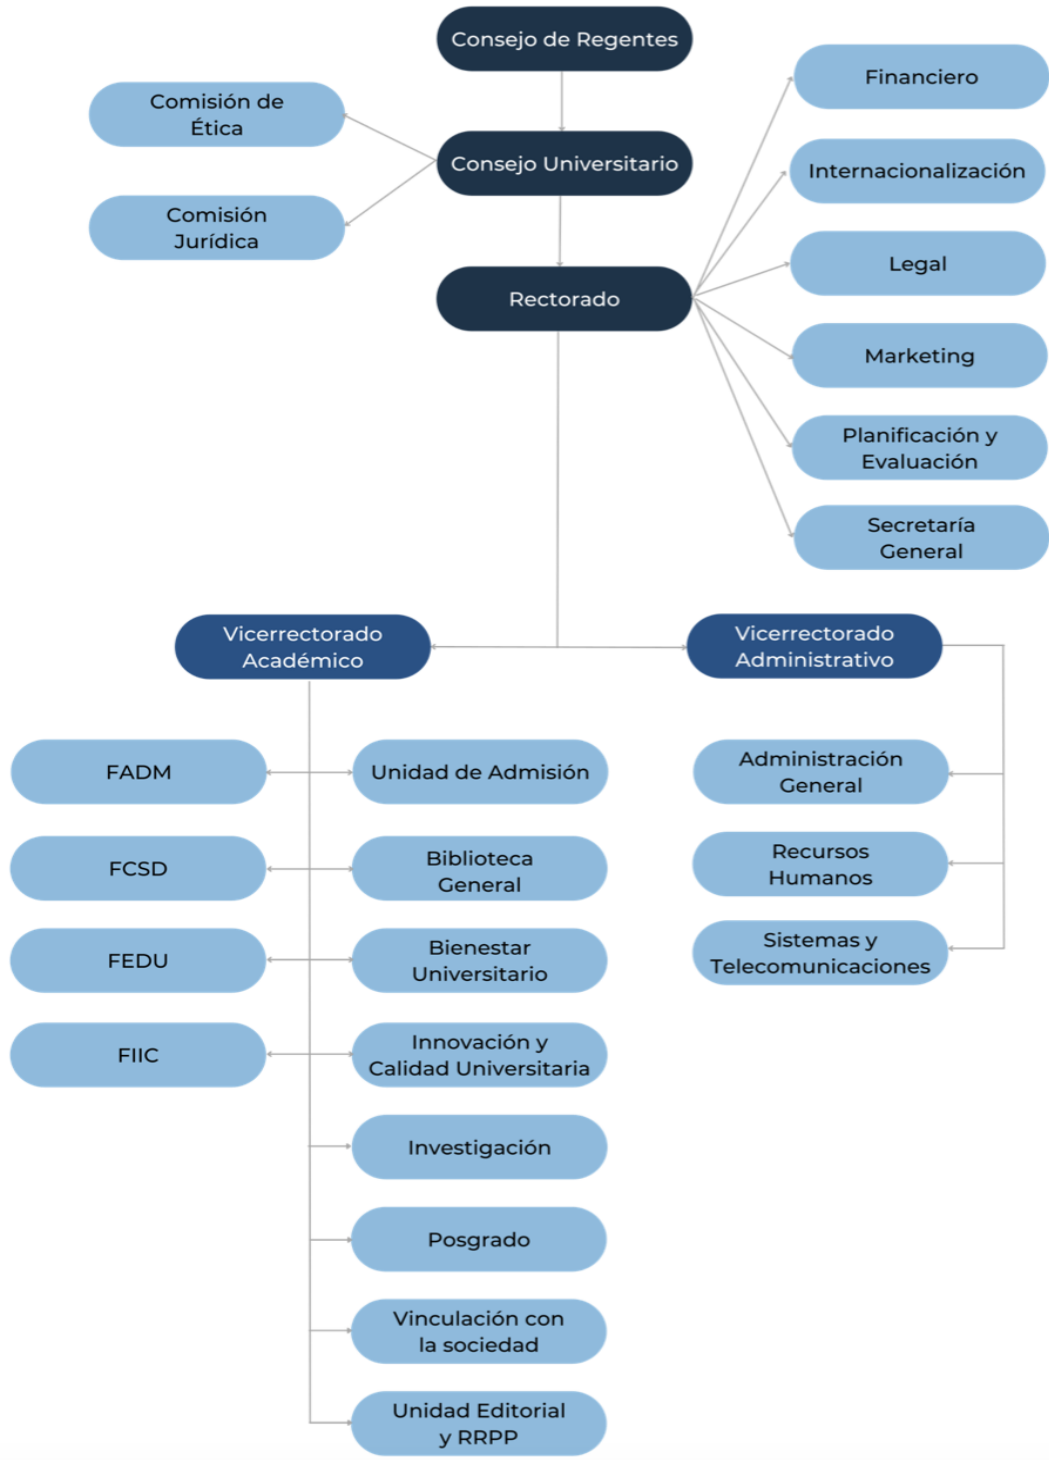 Consejo de Regentes
Financiero
Comisión de
Ética
Consejo Universitario
Internacionalización
Comisión
Jurídica
Legal
Rectorado
Marketing
Planificación y
Evaluación
Secretaría
General
Vicerrectorado
Académico
Vicerrectorado
Administrativo
FADM
Unidad de Admisión
Administración
General
FCSD
Biblioteca
General
Recursos
Humanos
FEDU
Bienestar
Universitario
Sistemas y
Telecomunicaciones
FIIC
Innovación y
Calidad Universitaria
Investigación
Posgrado
Vinculación con
la sociedad
Unidad Editorial
y RRPP